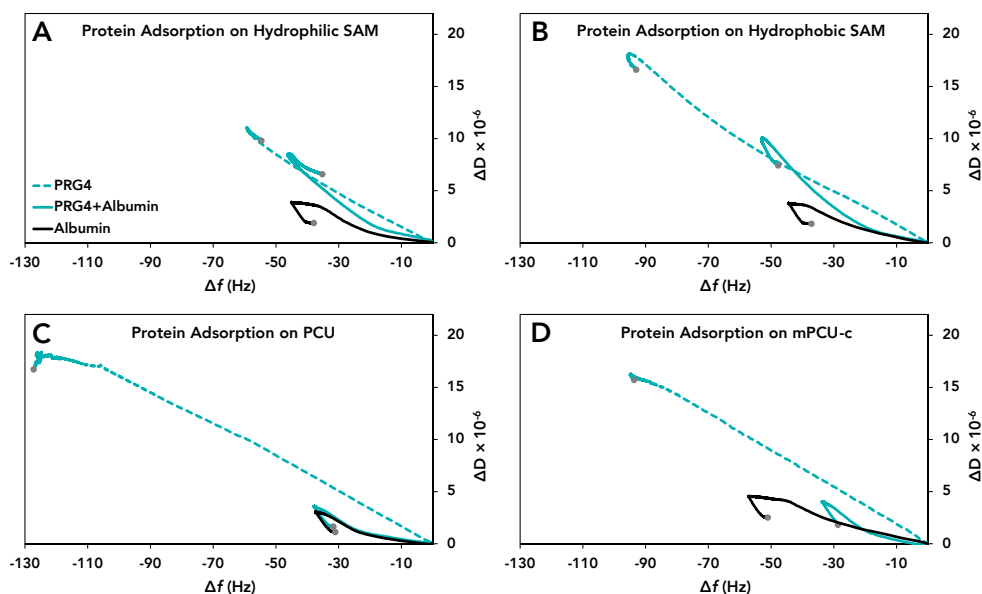 A Protein Adsorption on Hydrophilic SAM
20
15
10
5
0
ΔD × 10⁻⁶
PRG4
PRG4+Albumin
Albumin
-130 -110 -90 -70 -50 -30 -10
Δf (Hz)
B Protein Adsorption on Hydrophobic SAM
20
15
10
5
0
ΔD × 10⁻⁶
-130 -110 -90 -70 -50 -30 -10
Δf (Hz)
C Protein Adsorption on PCU
20
15
10
5
0
ΔD × 10⁻⁶
-130 -110 -90 -70 -50 -30 -10
Δf (Hz)
D Protein Adsorption on mPCU-c
20
15
10
5
0
ΔD × 10⁻⁶
-130 -110 -90 -70 -50 -30 -10
Δf (Hz)